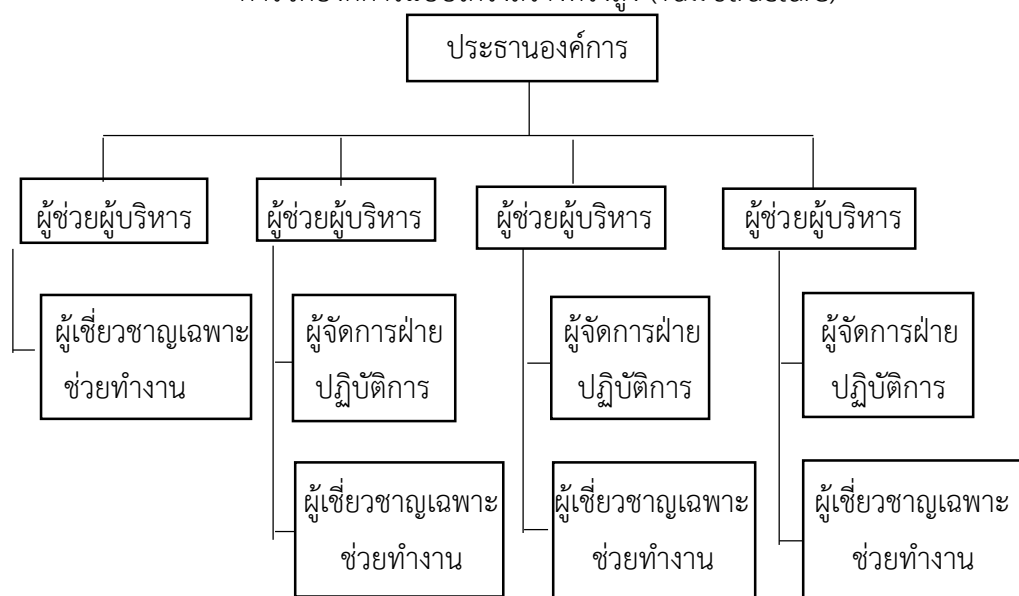 (Tall structure)
ประธานองค์การ
ผู้ช่วยผู้บริหาร
ผู้ช่วยผู้บริหาร
ผู้ช่วยผู้บริหาร
ผู้ช่วยผู้บริหาร
ผู้เชี่ยวชาญเฉพาะ
ช่วยทำงาน
ผู้จัดการฝ่าย
ปฏิบัติการ
ผู้จัดการฝ่าย
ปฏิบัติการ
ผู้จัดการฝ่าย
ปฏิบัติการ
ผู้เชี่ยวชาญเฉพาะ
ช่วยทำงาน
ผู้เชี่ยวชาญเฉพาะ
ช่วยทำงาน
ผู้เชี่ยวชาญเฉพาะ
ช่วยทำงาน